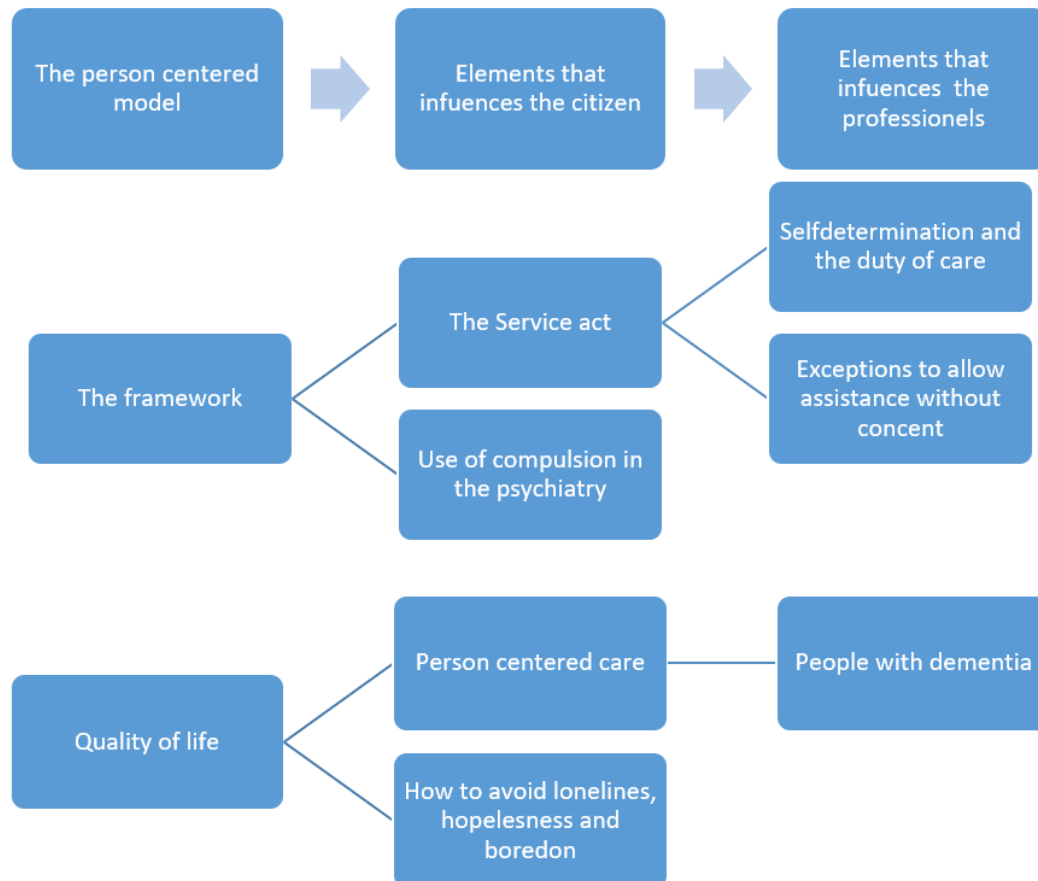 The person centered
model
Elements that
infuences the citizen
Elements that
infuences  the
professionels
The framework
The Service act
Selfdetermination and
the duty of care
Exceptions to allow
assistance without
concent
Use of compulsion in
the psychiatry
Quality of life
Person centered care
People with dementia
How to avoid lonelines,
hopelesness and
boredon